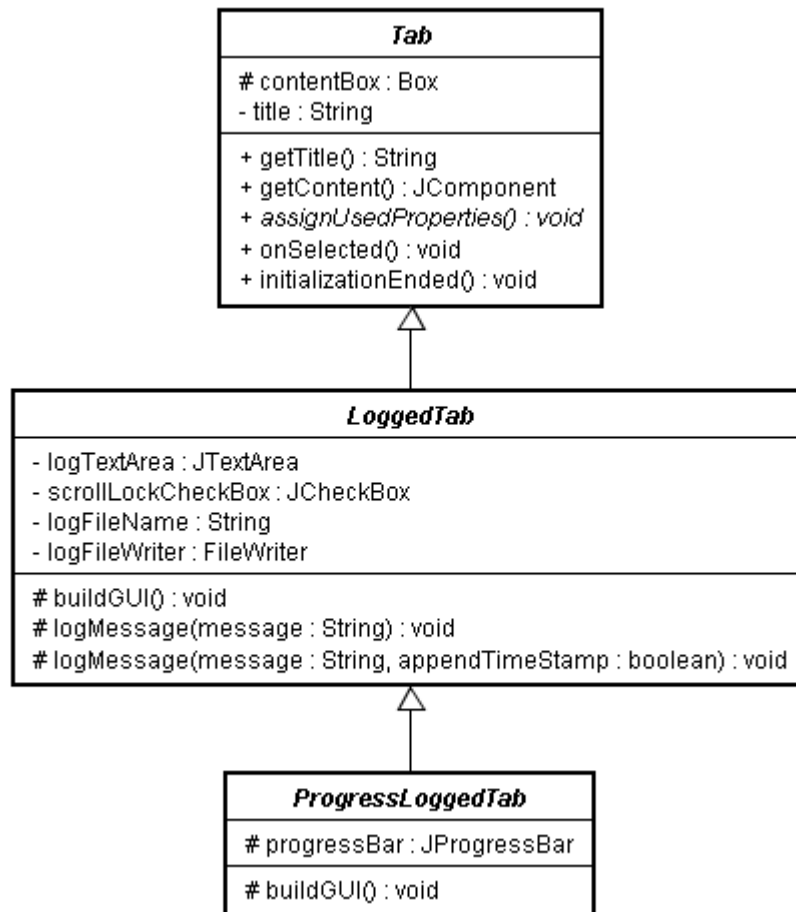 Tab
# contentBox : Box
- title : String
+ getTitle() : String
+ getContent() : JComponent
+ assignUsedProperties() : void
+ onSelected() : void
+ initializationEnded() : void
LoggedTab
- logTextArea : JTextArea
- scrollLockCheckBox : JCheckBox
- logFileName : String
- logFileWriter : FileWriter
# buildGUI() : void
# logMessage(message : String) : void
# logMessage(message : String, appendTimeStamp : boolean) : void
ProgressLoggedTab
# progressBar : JProgressBar
# buildGUI() : void